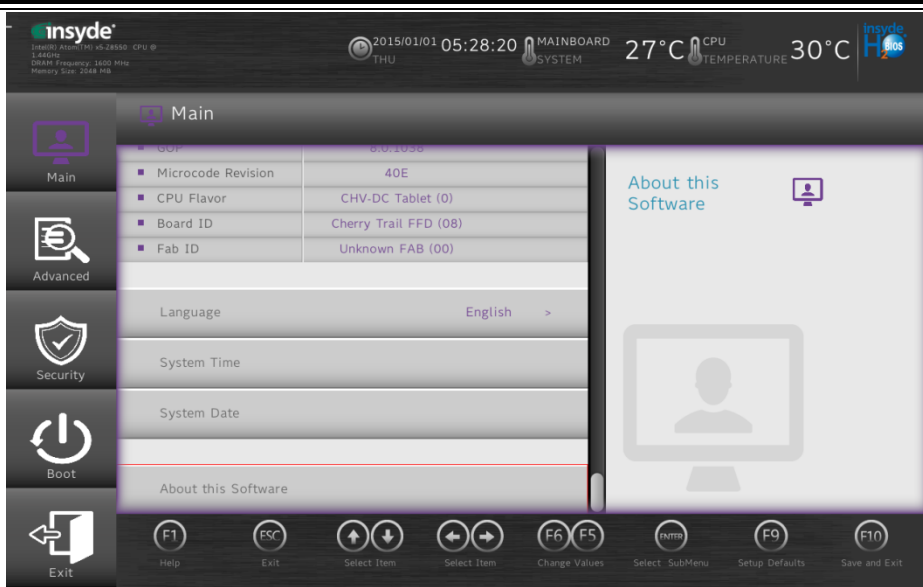 insyde
Intel(R) Atom(TM) x5-Z8550 CPU @
1.44GHz
DRAM Frequency: 1600 MHz
Memory Size: 2048 MB
2015/01/01 05:28:20
THU
MAINBOARD
SYSTEM
27°C
CPU
TEMPERATURE
30°C
insyde
H2O
BIOS
Main
Main
GOP 8.0.1038
Microcode Revision 40E
CPU Flavor CHV-DC Tablet (0)
Board ID Cherry Trail FFD (08)
Fab ID Unknown FAB (00)
Language English >
System Time
System Date
About this Software
About this
Software
Advanced
Security
Boot
Exit
F1
Help
ESC
Exit
Select Item
Select Item
F6 F5
Change Values
ENTER
Select SubMenu
F9
Setup Defaults
F10
Save and Exit